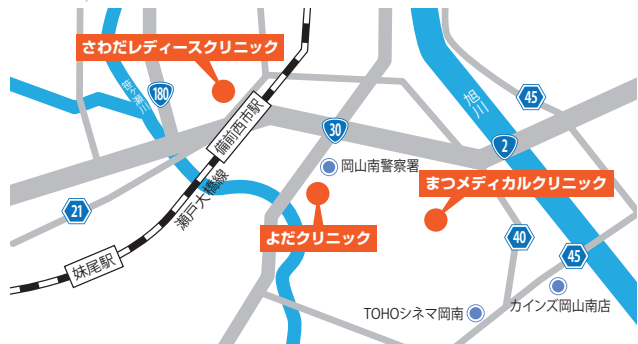 さわだレディースクリニック
笹ヶ瀬川
180
備前西市駅
30
旭川
45
2
岡山南警察署
まつメディカルクリニック
21
瀬戸大橋線
よだクリニック
40
45
妹尾駅
カインズ岡山南店
TOHOシネマ岡南